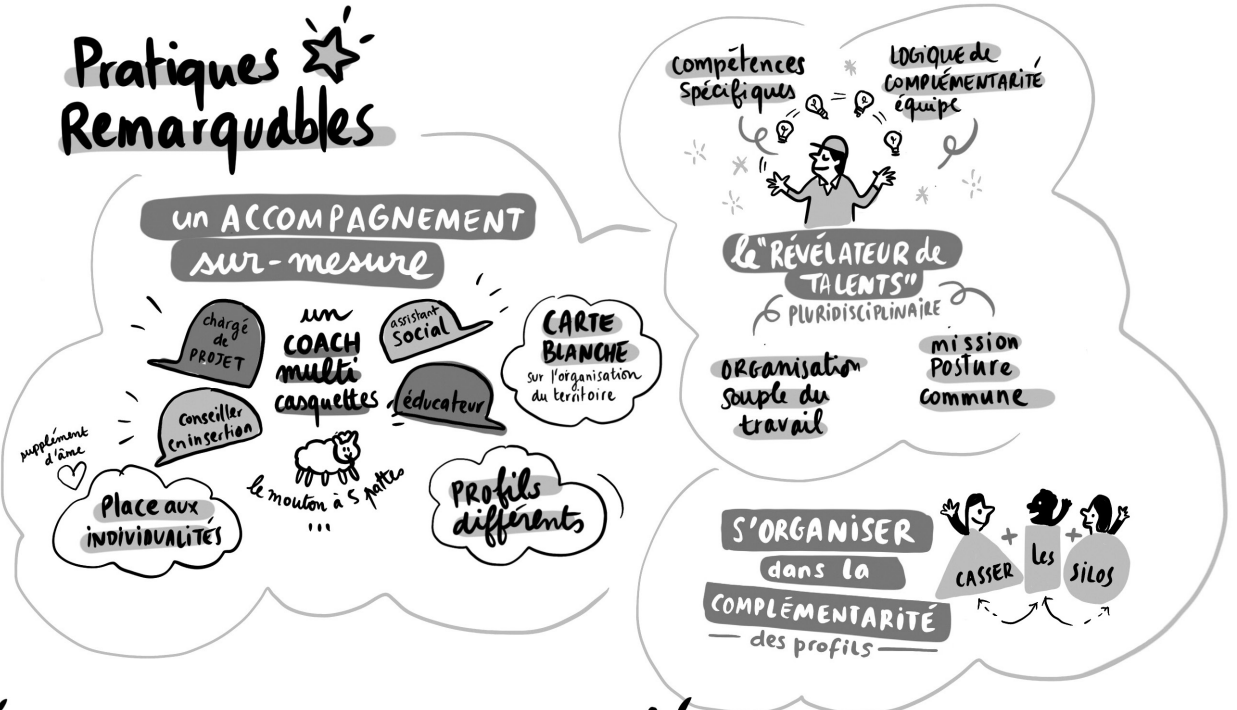 Pratiques
Remarquables
un ACCOMPAGNEMENT
sur-mesure
chargé
de
PROJET
un
COACH
multi
casquettes
assistant
Social
éducateur
Conseiller
en insertion
CARTE
BLANCHE
sur l'organisation
du territoire
supplément
d'âme
Place aux
INDIVIDUALITÉS
le mouton à 5 pattes
...
PROfils
différents
Compétences
Spécifiques
LOGIQUE de
COMPLÉMENTARITÉ
équipe
le "RÉVÉLATEUR de
TALENTS"
PLURIDISCIPLINAIRE
ORGanisation
Souple du
travail
mission
Posture
commune
S'ORGANISER
dans la
COMPLÉMENTARITÉ
des profils
CASSER
les
SILOS